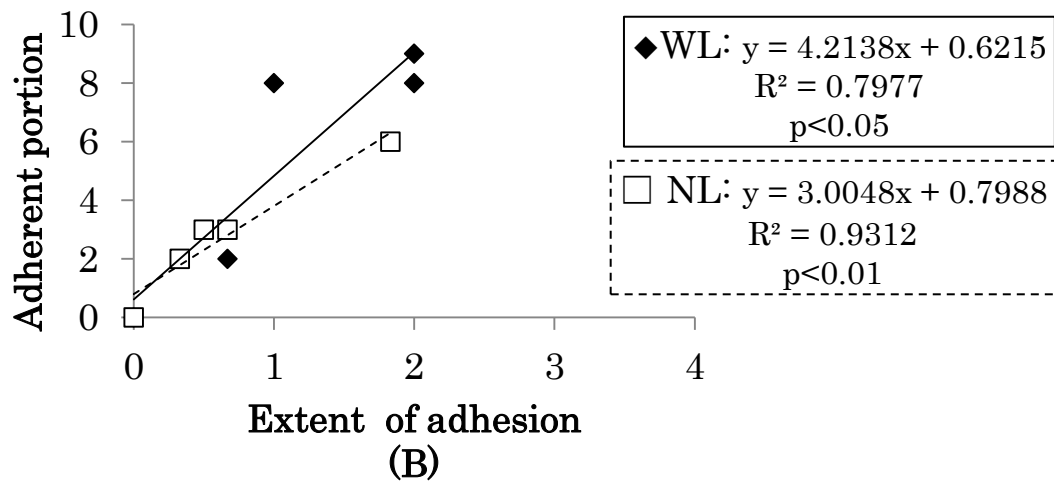 10
8
6
4
2
0
Adherent portion
0 1 2 3 4
Extent of adhesion
(B)
WL: y = 4.2138x + 0.6215
R² = 0.7977
p<0.05
NL: y = 3.0048x + 0.7988
R² = 0.9312
p<0.01